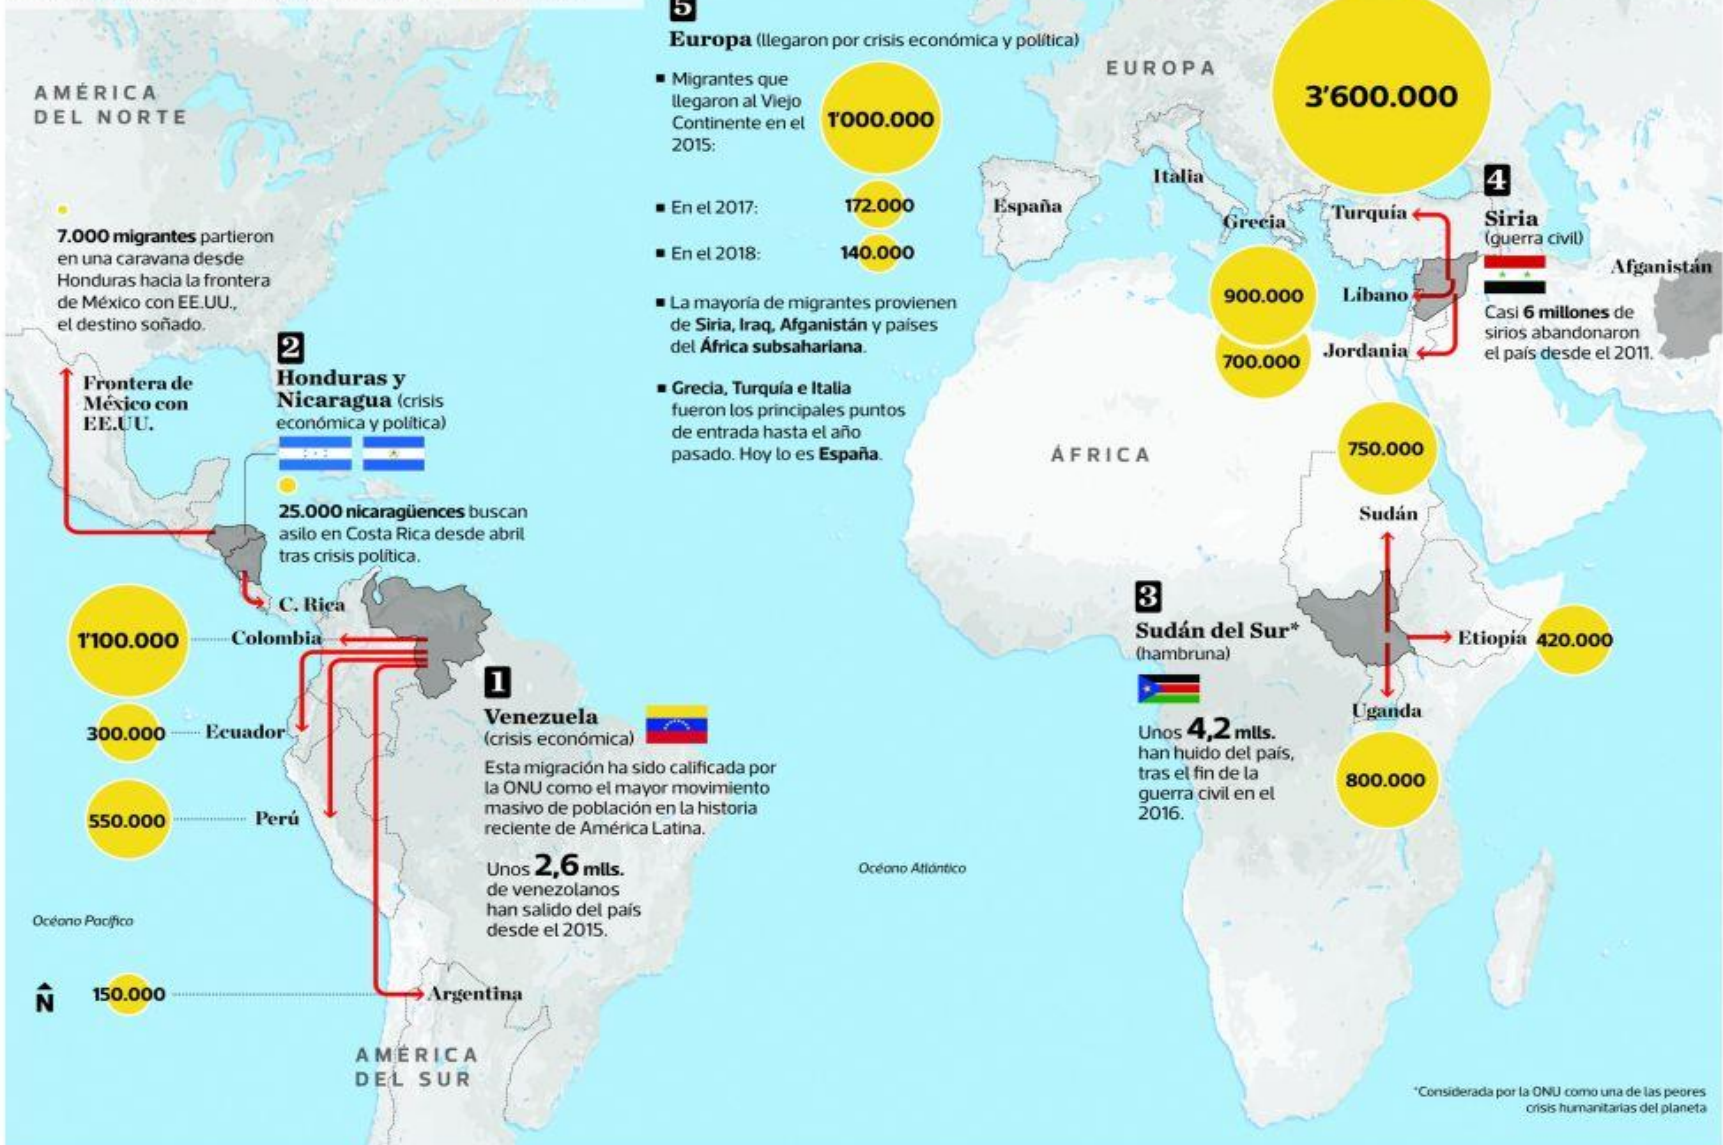 AMÉRICA
DEL NORTE
7.000 migrantes partieron
en una caravana desde
Honduras hacia la frontera
de México con EE.UU.,
el destino soñado.
Frontera de
México con
EE.UU.
2
Honduras y
Nicaragua (crisis
económica y política)
25.000 nicaragüences buscan
asilo en Costa Rica desde abril
tras crisis política.
C. Rica
1'100.000
Colombia
300.000
Ecuador
550.000
Perú
150.000
Argentina
1
Venezuela
(crisis económica)
Esta migración ha sido calificada por
la ONU como el mayor movimiento
masivo de población en la historia
reciente de América Latina.
Unos 2,6 mlls.
de venezolanos
han salido del país
desde el 2015.
Océano Pacífico
N
AMÉRICA
DEL SUR
5
Europa (llegaron por crisis económica y política)
■ Migrantes que
llegaron al Viejo
Continente en el
2015:
1'000.000
■ En el 2017:
172.000
■ En el 2018:
140.000
■ La mayoría de migrantes provienen
de Siria, Iraq, Afganistán y países
del África subsahariana.
■ Grecia, Turquía e Italia
fueron los principales puntos
de entrada hasta el año
pasado. Hoy lo es España.
EUROPA
3'600.000
España
Italia
Grecia
Turquía
4
Siria
(guerra civil)
Casi 6 millones de
sirios abandonaron
el país desde el 2011.
Afganistán
900.000
Líbano
700.000
Jordania
ÁFRICA
750.000
Sudán
3
Sudán del Sur*
(hambruna)
Unos 4,2 mlls.
han huido del país,
tras el fin de la
guerra civil en el
2016.
Etiopía
420.000
Uganda
800.000
Océano Atlántico
*Considerada por la ONU como una de las peores
crisis humanitarias del planeta